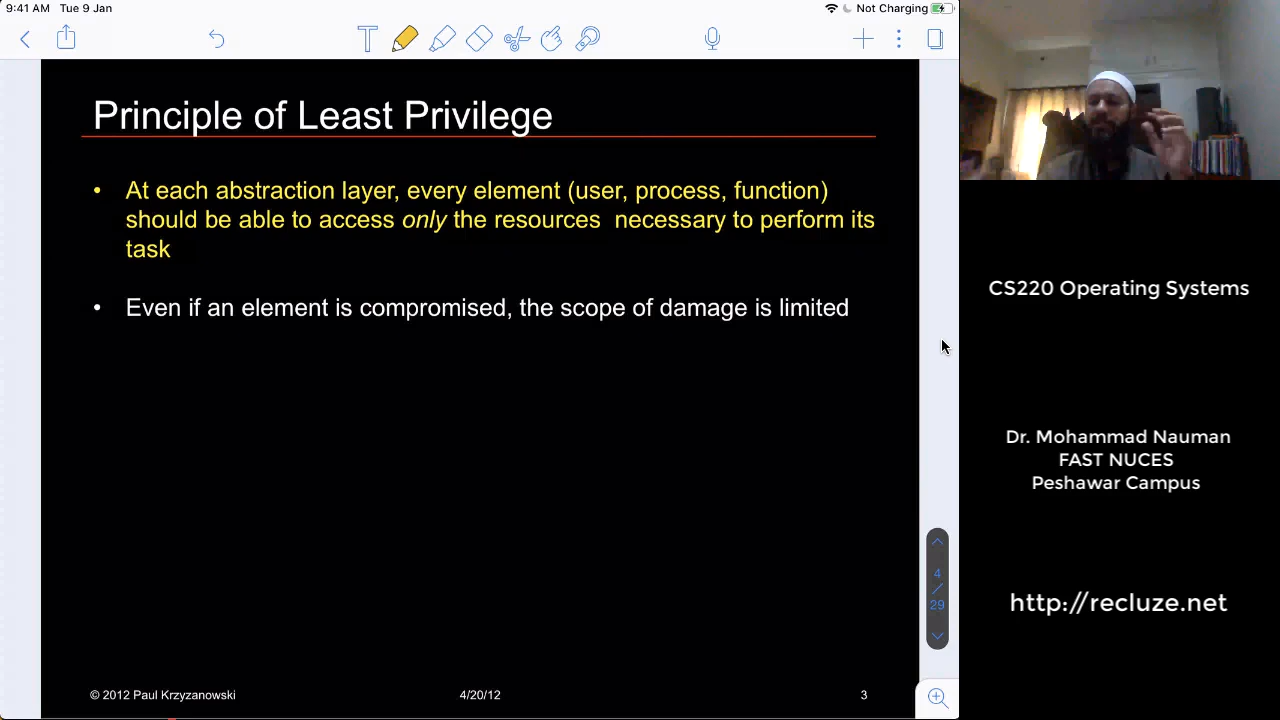 9:41 AM Tue 9 Jan
Not Charging
Principle of Least Privilege
• At each abstraction layer, every element (user, process, function)
should be able to access only the resources necessary to perform its
task
• Even if an element is compromised, the scope of damage is limited
4
/
29
© 2012 Paul Krzyzanowski
4/20/12
3
CS220 Operating Systems
Dr. Mohammad Nauman
FAST NUCES
Peshawar Campus
http://recluze.net